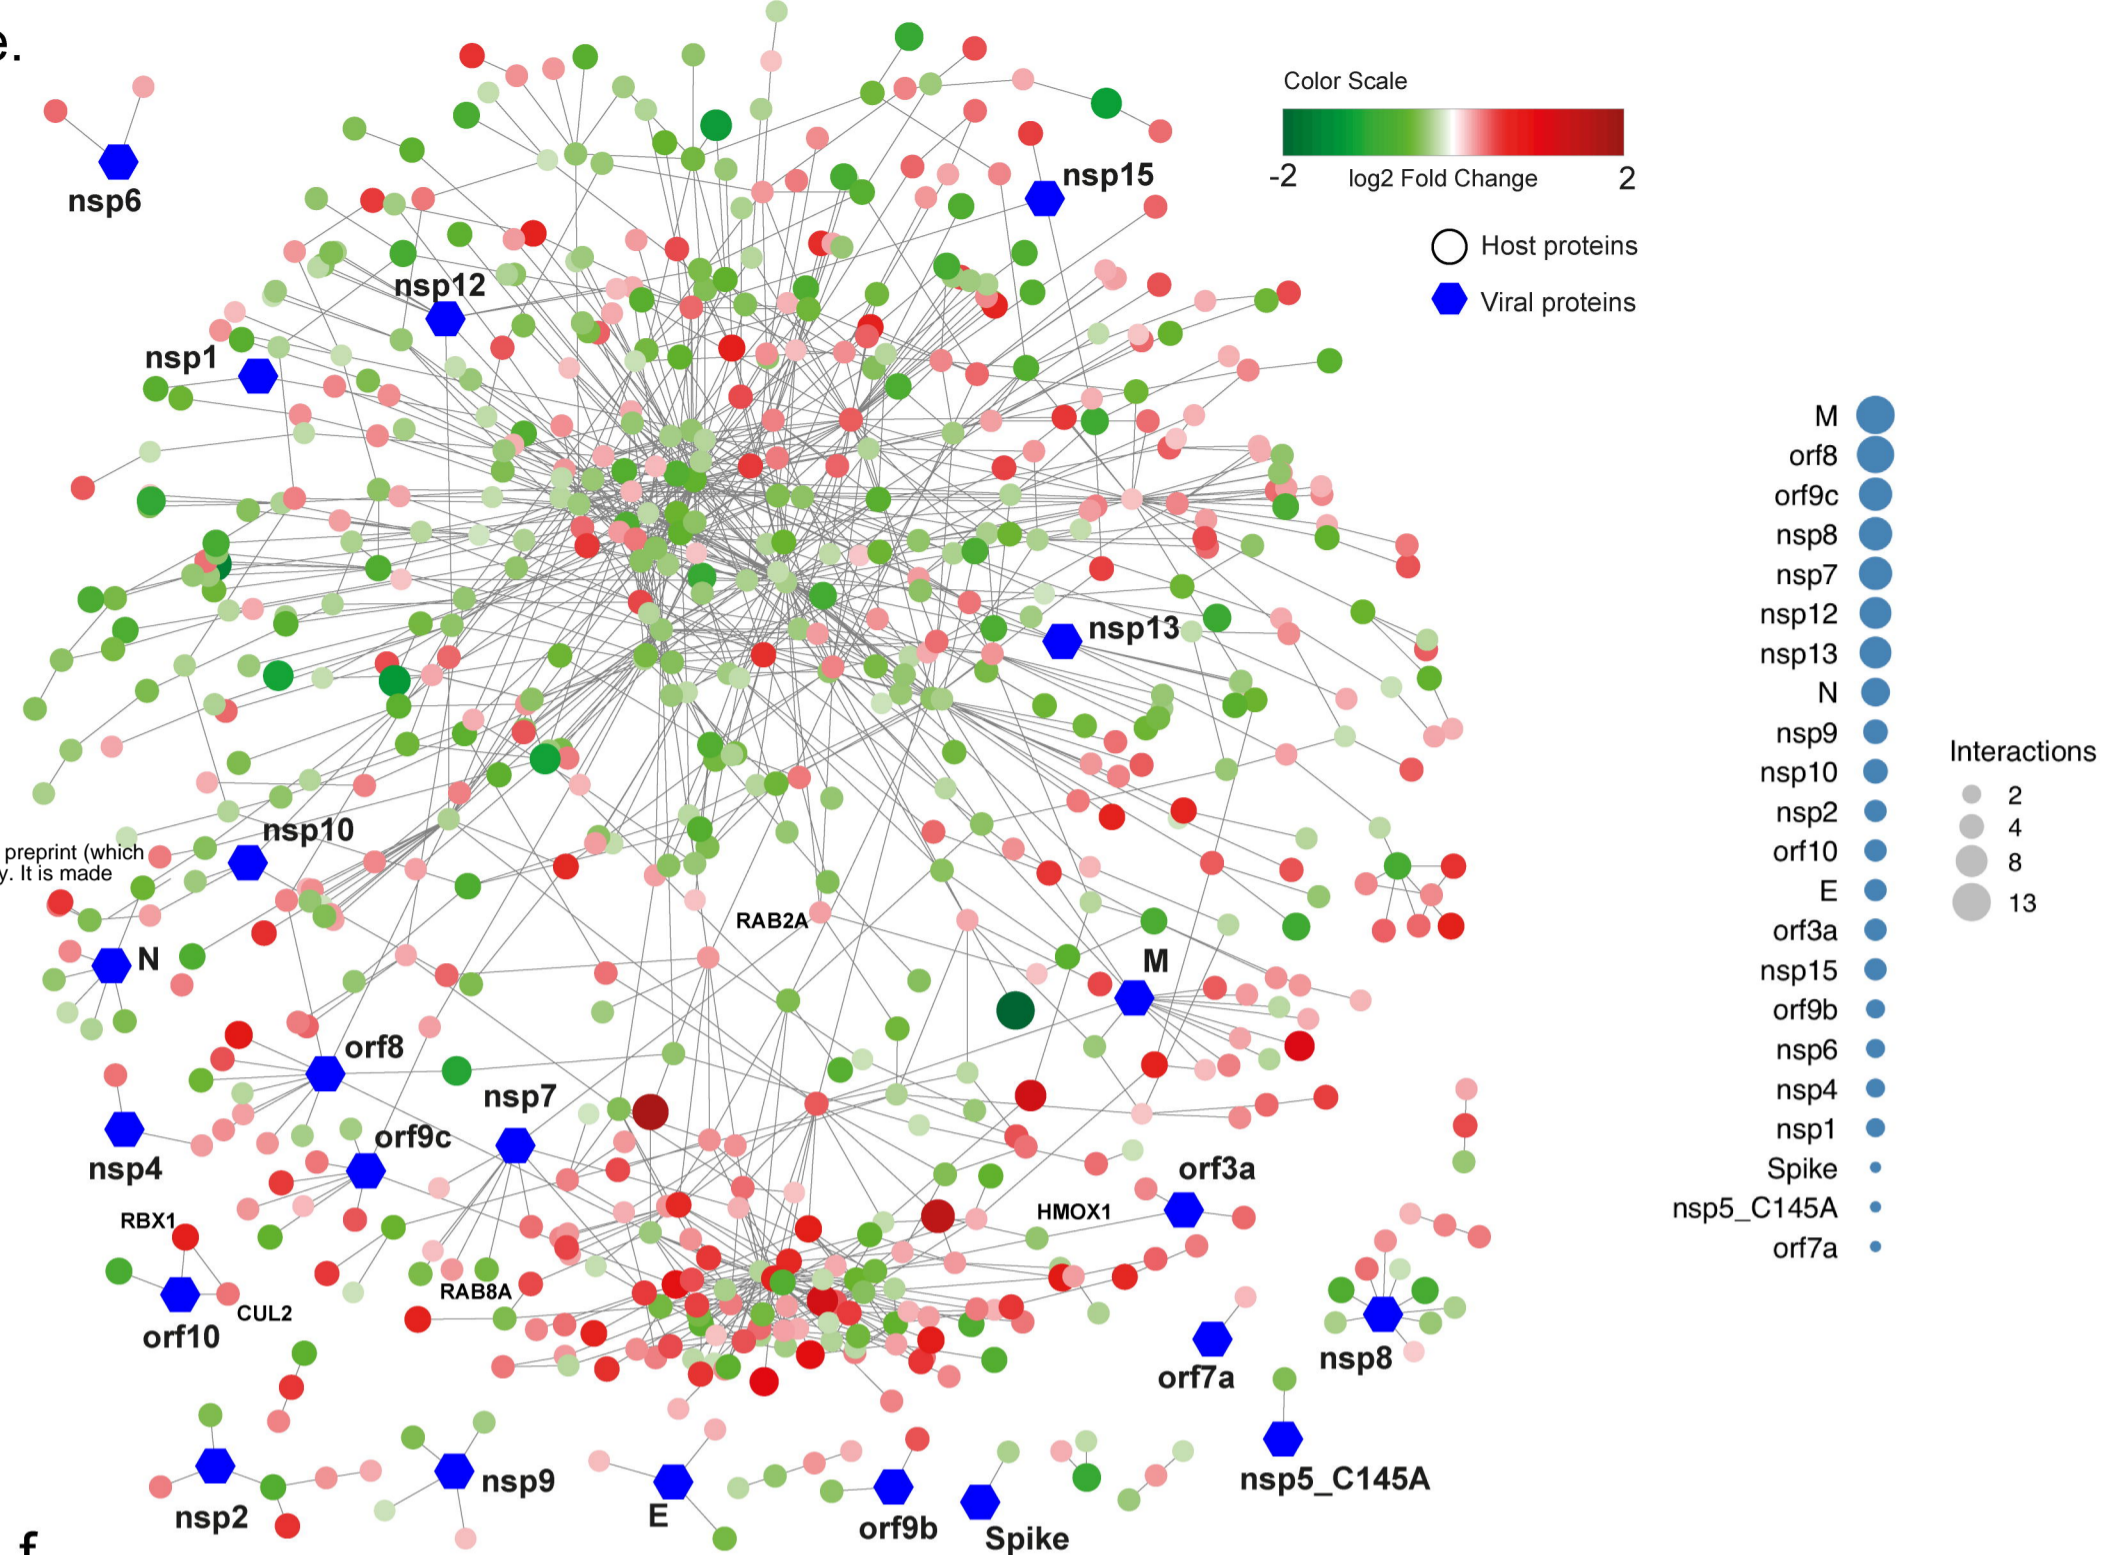 e.
Color Scale
-2 log2 Fold Change 2
Host proteins
Viral proteins
nsp6
nsp15
nsp12
nsp1
nsp13
nsp10
preprint (which
y. It is made
RAB2A
N
M
orf8
nsp7
orf9c
nsp4
orf3a
RBX1
HMOX1
RAB8A
CUL2
orf10
orf7a
nsp8
nsp2
nsp9
E
orf9b
Spike
nsp5_C145A
f
M
orf8
orf9c
nsp8
nsp7
nsp12
nsp13
N
nsp9
nsp10
nsp2
orf10
E
orf3a
nsp15
orf9b
nsp6
nsp4
nsp1
Spike
nsp5_C145A
orf7a
Interactions
2
4
8
13